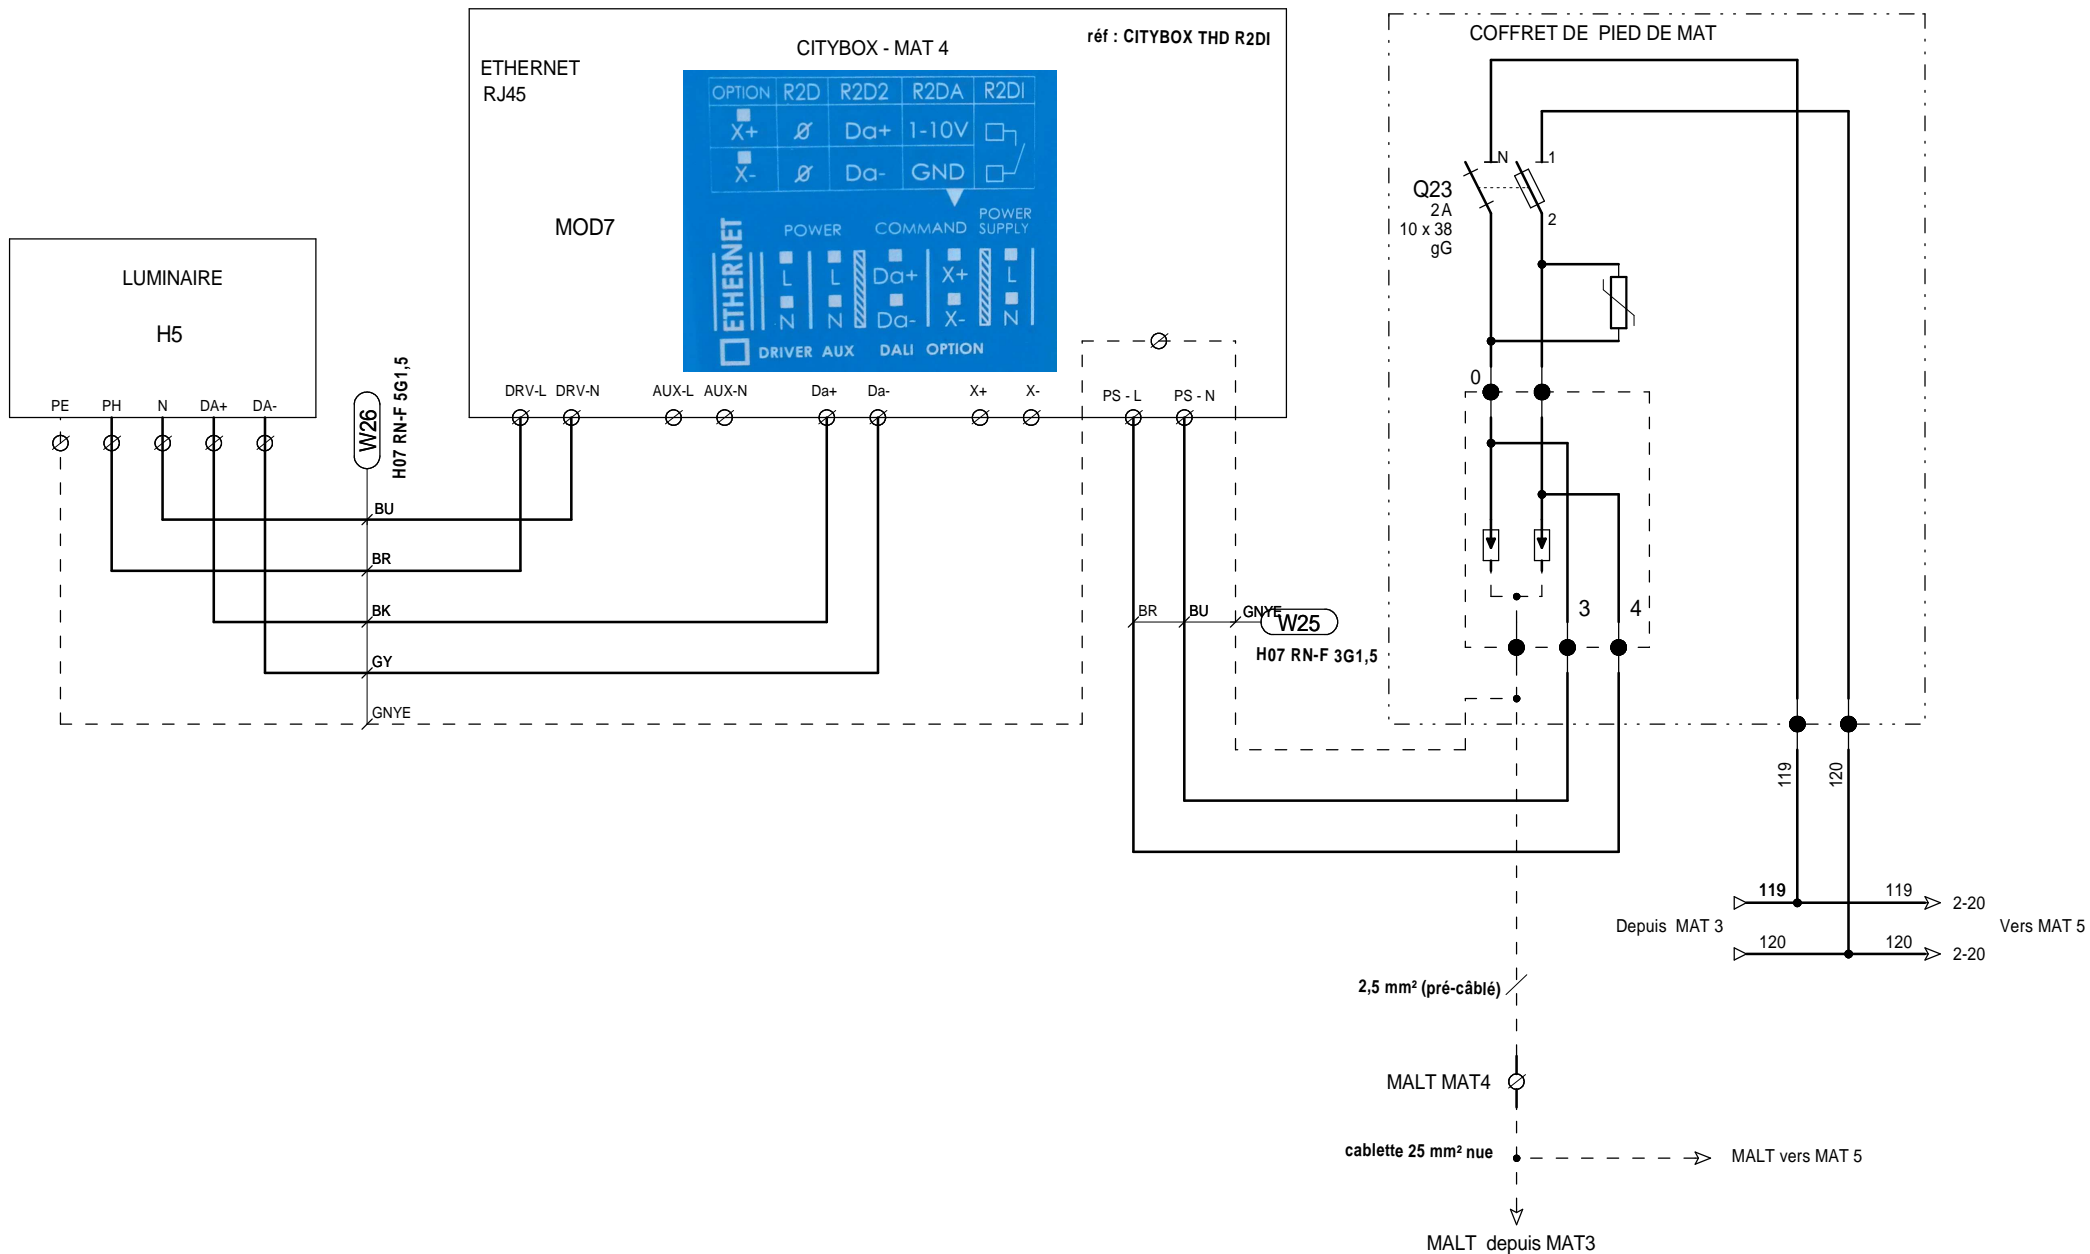 CITYBOX - MAT 4
réf : CITYBOX THD R2DI
ETHERNET
RJ45
MOD7
OPTION R2D R2D2 R2DA R2DI
X+ Ø Da+ 1-10V
X- Ø Da- GND
ETHERNET
POWER COMMAND POWER
SUPPLY
L L Da+ X+ L
N N Da- X- N
DRIVER AUX DALI OPTION
DRV-L DRV-N AUX-L AUX-N Da+ Da- X+ X- PS - L PS - N
LUMINAIRE
H5
PE PH N DA+ DA-
W26
H07 RN-F 5G1,5
BU
BR
BK
GY
GNYE
BR BU GNYE
W25
H07 RN-F 3G1,5
COFFRET DE PIED DE MAT
N 1
Q23
2A
10 x 38
gG
2
0
3 4
119 120
119 119 2-20
Depuis MAT 3 Vers MAT 5
120 120 2-20
2,5 mm² (pré-câblé)
MALT MAT4
cablette 25 mm² nue
MALT vers MAT 5
MALT depuis MAT3